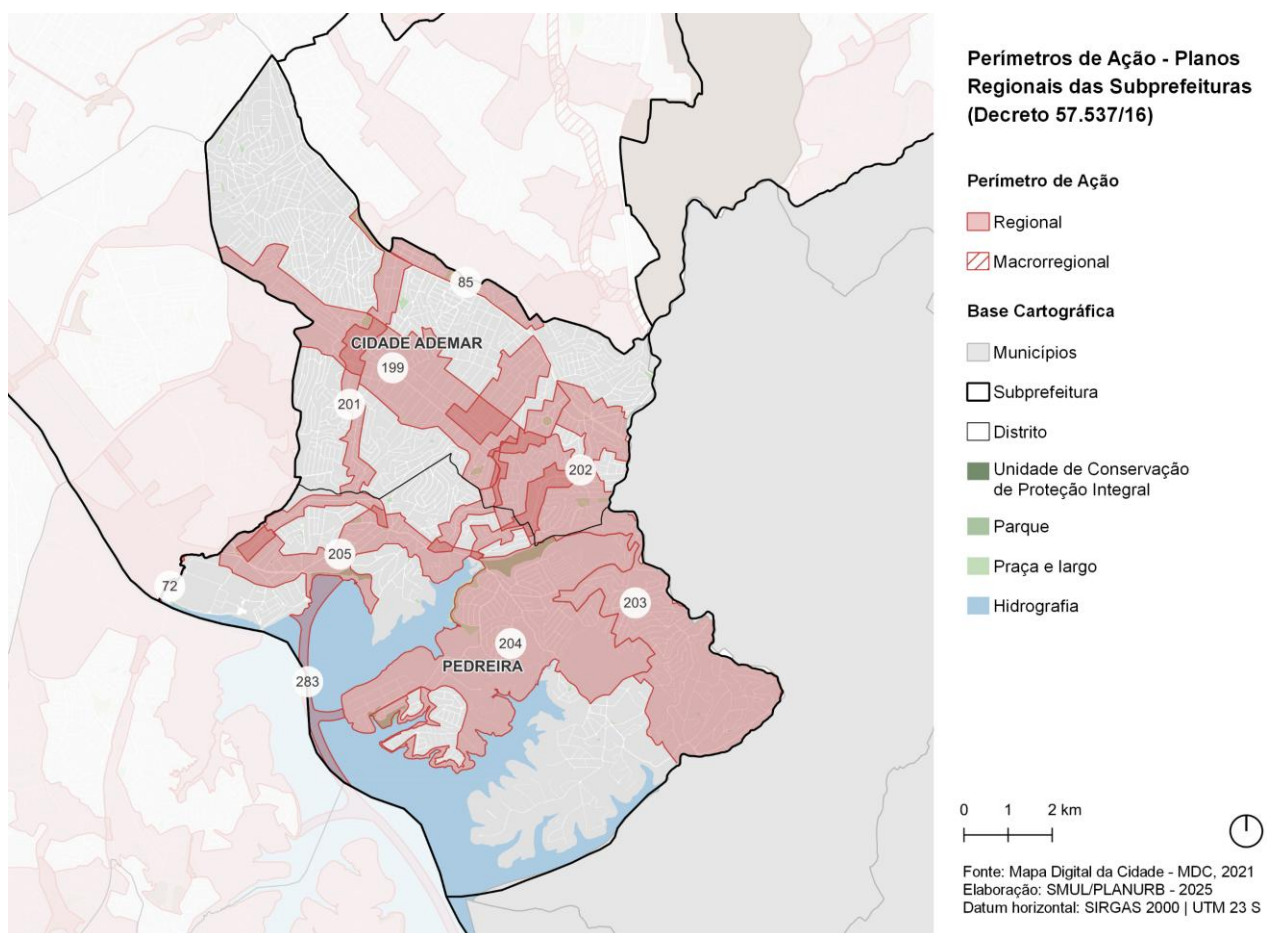 Perímetros de Ação - Planos
Regionais das Subprefeituras
(Decreto 57.537/16)
Perímetro de Ação
Regional
Macrorregional
Base Cartográfica
Municípios
Subprefeitura
Distrito
Unidade de Conservação
de Proteção Integral
Parque
Praça e largo
Hidrografia
85
CIDADE ADEMAR
199
201
202
205
72
203
204
PEDREIRA
283
0 1 2 km
Fonte: Mapa Digital da Cidade - MDC, 2021
Elaboração: SMUL/PLANURB - 2025
Datum horizontal: SIRGAS 2000 | UTM 23 S